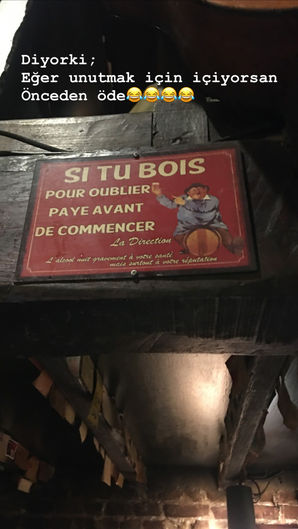 Diyorki;
Eğer unutmak için içiyorsan
Önceden öde😂😂😂😂
SI TU BOIS
POUR OUBLIER
PAYE AVANT
DE COMMENCER
La Direction
L'alcool nuit gravement à votre santé
mais surtout à votre réputation